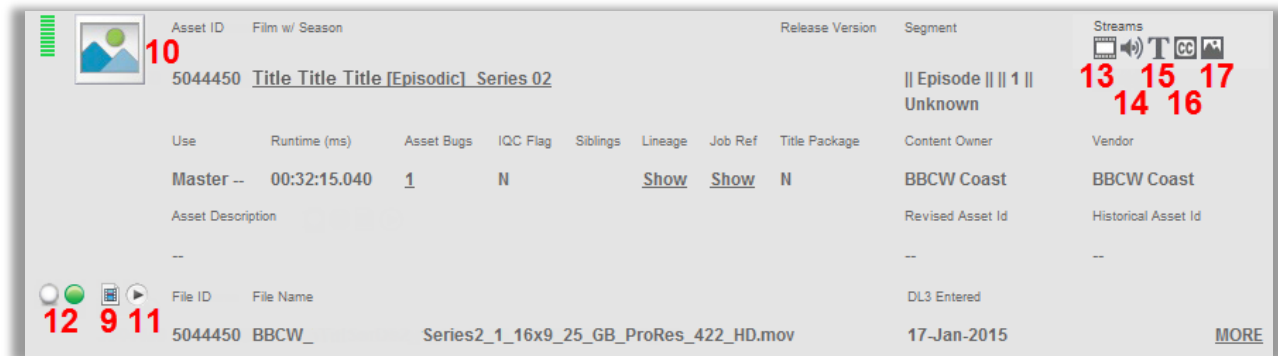 Asset ID Film w/ Season Release Version Segment Streams
10
5044450 Title Title Title [Episodic] Series 02 || Episode || || 1 || Unknown
T CC
13 14 15 16 17
Use Runtime (ms) Asset Bugs IQC Flag Siblings Lineage Job Ref Title Package Content Owner Vendor
Master -- 00:32:15.040 1 N Show Show N BBCW Coast BBCW Coast
Asset Description Revised Asset Id Historical Asset Id
-- -- --
File ID File Name DL3 Entered
12 9 11
5044450 BBCW_ Series2_1_16x9_25_GB_ProRes_422_HD.mov 17-Jan-2015 MORE